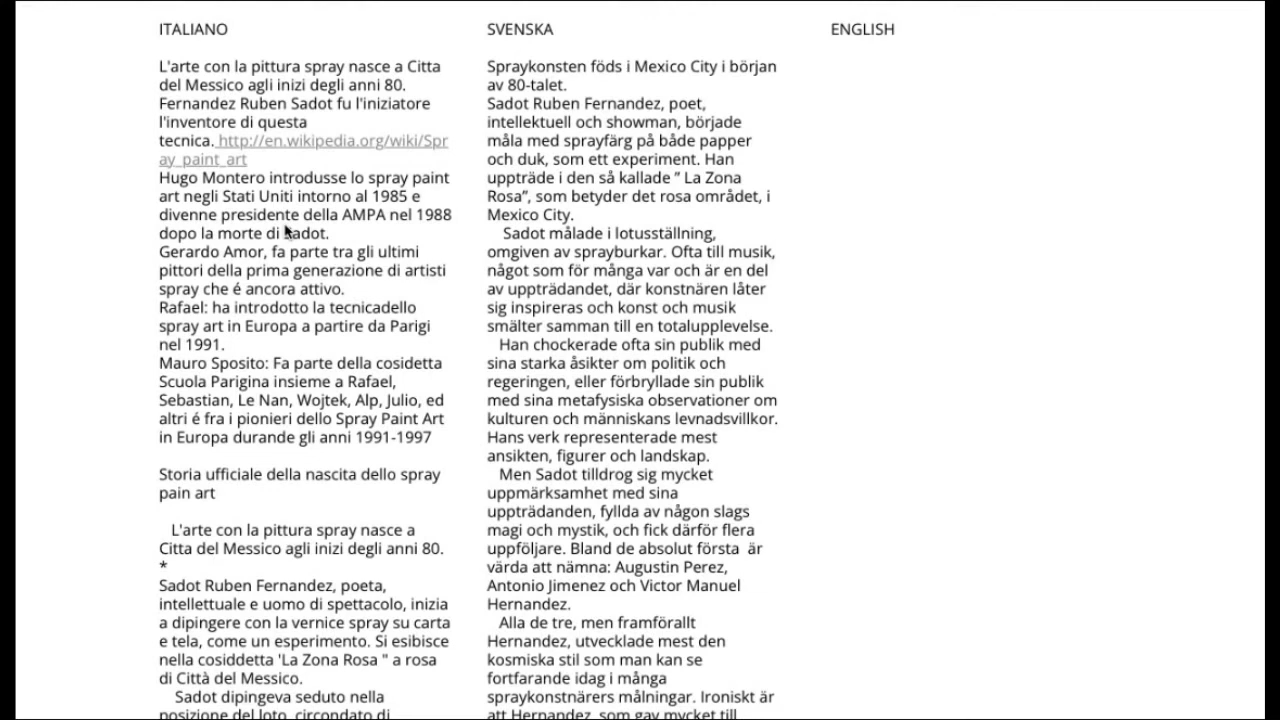 ITALIANO
L'arte con la pittura spray nasce a Citta
del Messico agli inizi degli anni 80.
Fernandez Ruben Sadot fu l'iniziatore
l'inventore di questa
tecnica. http://en.wikipedia.org/wiki/Spr
ay_paint_art
Hugo Montero introdusse lo spray paint
art negli Stati Uniti intorno al 1985 e
divenne presidente della AMPA nel 1988
dopo la morte di Sadot.
Gerardo Amor, fa parte tra gli ultimi
pittori della prima generazione di artisti
spray che é ancora attivo.
Rafael: ha introdotto la tecnicadello
spray art in Europa a partire da Parigi
nel 1991.
Mauro Sposito: Fa parte della cosidetta
Scuola Parigina insieme a Rafael,
Sebastian, Le Nan, Wojtek, Alp, Julio, ed
altri é fra i pionieri dello Spray Paint Art
in Europa durande gli anni 1991-1997
Storia ufficiale della nascita dello spray
pain art
L'arte con la pittura spray nasce a
Citta del Messico agli inizi degli anni 80.
*
Sadot Ruben Fernandez, poeta,
intellettuale e uomo di spettacolo, inizia
a dipingere con la vernice spray su carta
e tela, come un esperimento. Si esibisce
nella cosiddetta 'La Zona Rosa " a rosa
di Città del Messico.
Sadot dipingeva seduto nella
posizione del loto, circondato di
SVENSKA
Spraykonsten föds i Mexico City i början
av 80-talet.
Sadot Ruben Fernandez, poet,
intellektuell och showman, började
måla med sprayfärg på både papper
och duk, som ett experiment. Han
uppträde i den så kallade ” La Zona
Rosa”, som betyder det rosa området, i
Mexico City.
Sadot målade i lotusställning,
omgiven av sprayburkar. Ofta till musik,
något som för många var och är en del
av uppträdandet, där konstnären låter
sig inspireras och konst och musik
smälter samman till en totalupplevelse.
Han chockerade ofta sin publik med
sina starka åsikter om politik och
regeringen, eller förbryllade sin publik
med sina metafysiska observationer om
kulturen och människans levnadsvillkor.
Hans verk representerade mest
ansikten, figurer och landskap.
Men Sadot tilldrog sig mycket
uppmärksamhet med sina
uppträdanden, fyllda av någon slags
magi och mystik, och fick därför flera
uppföljare. Bland de absolut första är
värda att nämna: Augustin Perez,
Antonio Jimenez och Victor Manuel
Hernandez.
Alla de tre, men framförallt
Hernandez, utvecklade mest den
kosmiska stil som man kan se
fortfarande idag i många
spraykonstnärers målningar. Ironiskt är
att Hernandez, som gav mycket till
ENGLISH